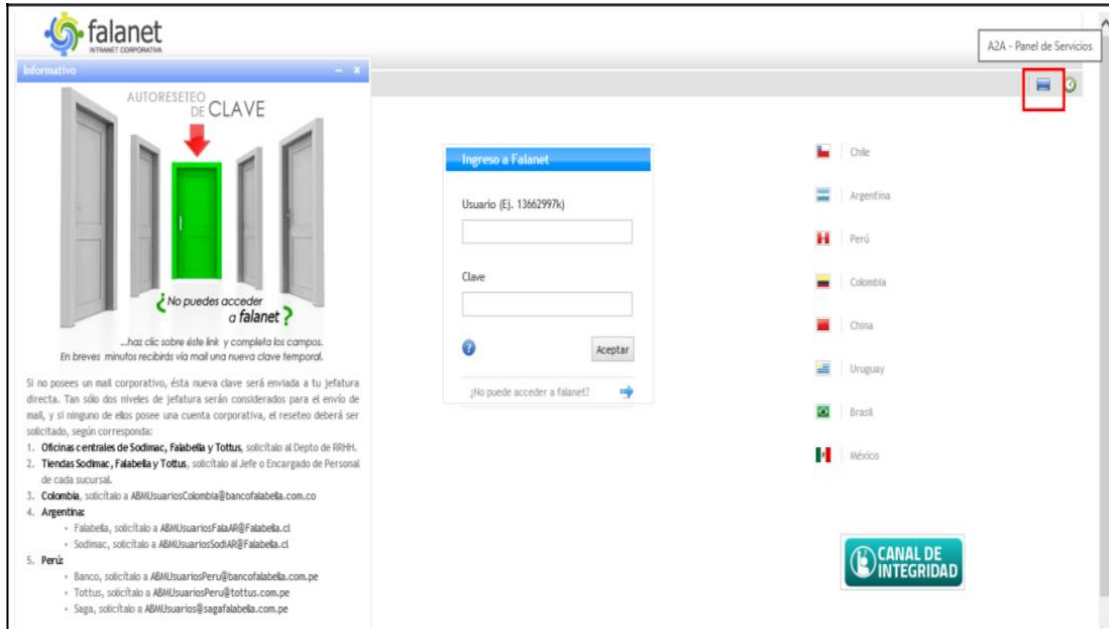 falanet
INTRANET CORPORATIVA
A2A - Panel de Servicios
Informativo
AUTORESETEO
DE CLAVE
¿No puedes acceder
a falanet?
...haz clic sobre éste link y completa los campos.
En breves minutos recibirás vía mail una nueva clave temporal.
Si no posees un mail corporativo, ésta nueva clave será enviada a tu jefatura
directa. Tan sólo dos niveles de jefatura serán considerados para el envío de
mail, y si ninguno de ellos posee una cuenta corporativa, el reseteo deberá ser
solicitado, según corresponda:
1. Oficinas centrales de Sodimac, Falabella y Tottus, solicítalo al Depto de RRHH.
2. Tiendas Sodimac, Falabella y Tottus, solicítalo al Jefe o Encargado de Personal
de cada sucursal.
3. Colombia, solicítalo a ABMUsuariosColombia@bancofalabella.com.co
4. Argentina:
Falabella, solicítalo a ABMUsuariosFalaAR@Falabella.cl
Sodimac, solicítalo a ABMUsuariosSodiAR@Falabella.cl
5. Perú:
Banco, solicítalo a ABMUsuariosPeru@bancofalabella.com.pe
Tottus, solicítalo a ABMUsuariosPeru@tottus.com.pe
Saga, solicítalo a ABMUsuarios@sagafalabella.com.pe
Ingreso a Falanet
Usuario (Ej. 13662997k)
Clave
Aceptar
¿No puede acceder a falanet?
Chile
Argentina
Perú
Colombia
China
Uruguay
Brasil
México
CANAL DE
INTEGRIDAD